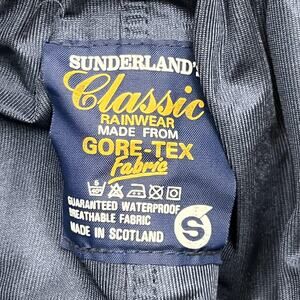 SUNDERLAND'S
Classic
RAINWEAR
MADE FROM
GORE-TEX
Fabric
GUARANTEED WATERPROOF
BREATHABLE FABRIC
MADE IN SCOTLAND
S